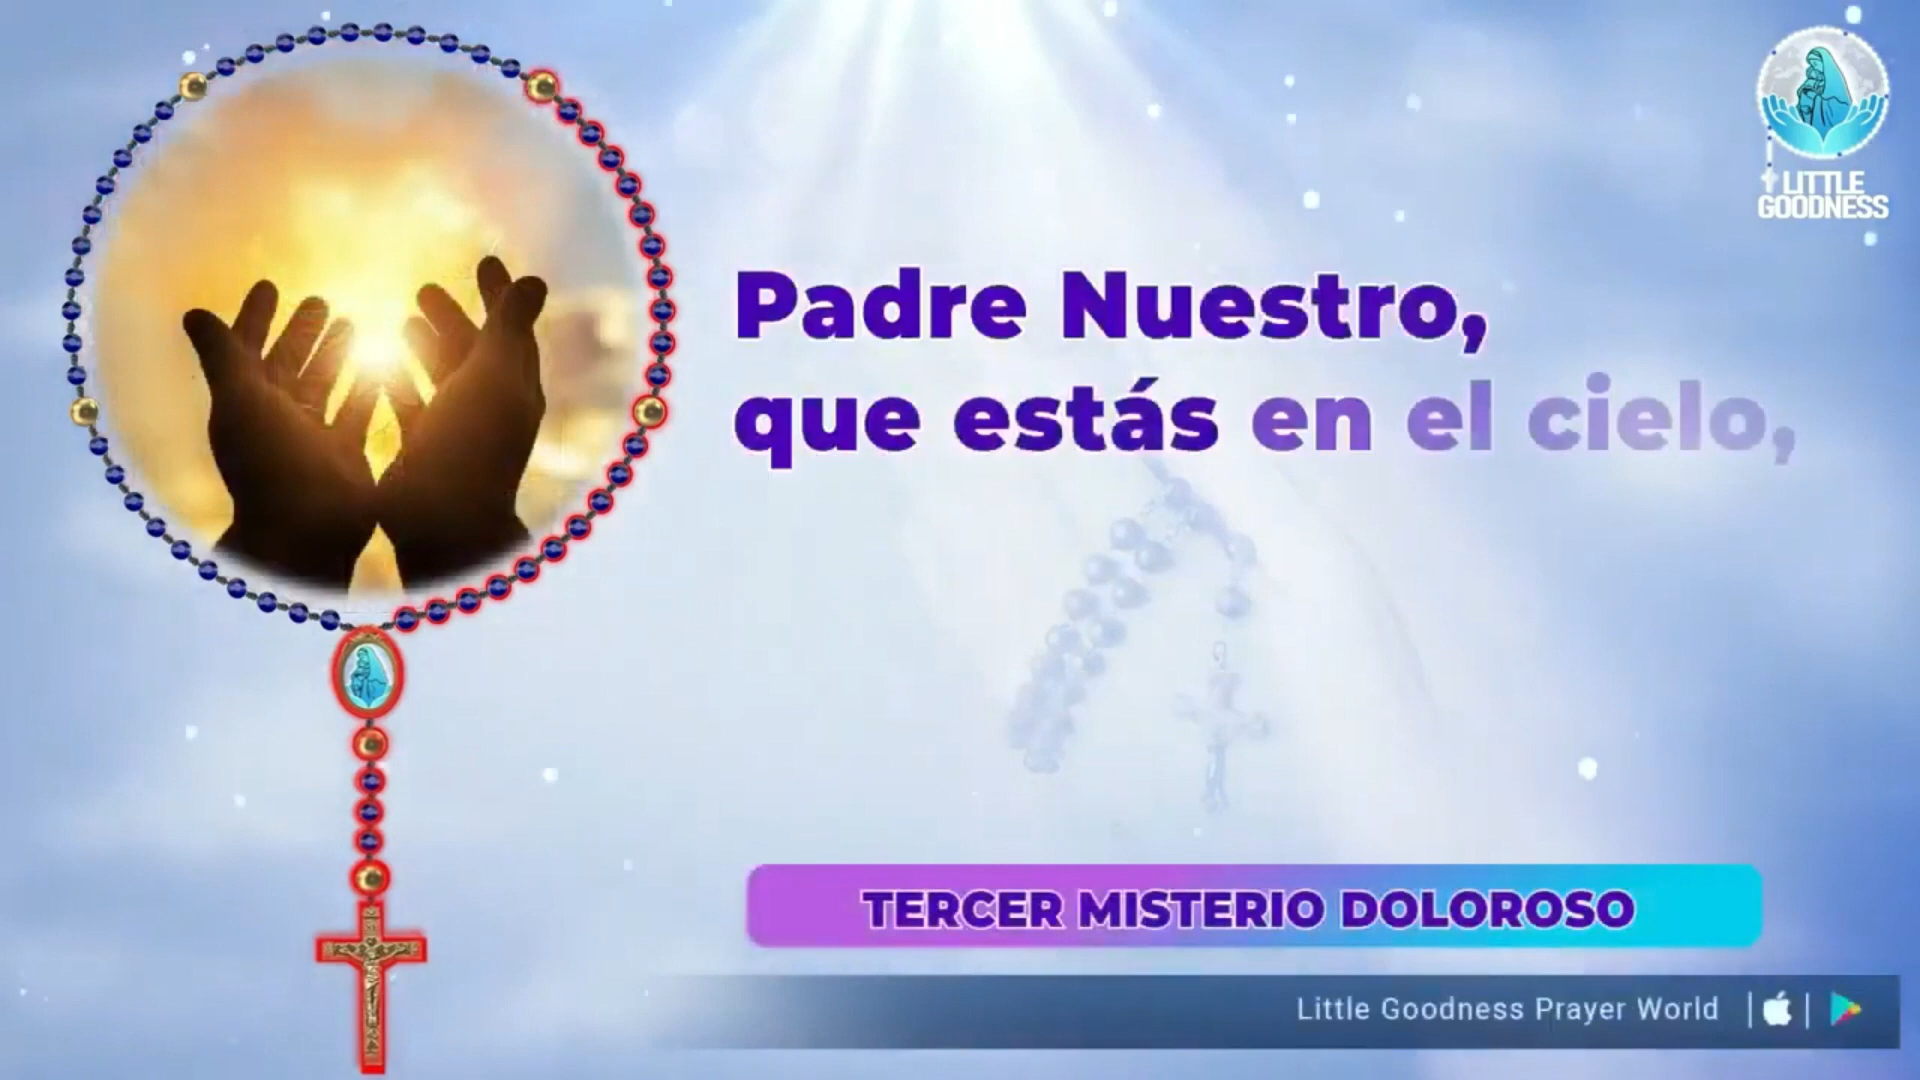 LITTLE
GOODNESS
Padre Nuestro,
que estás en el cielo,
TERCER MISTERIO DOLOROSO
Little Goodness Prayer World